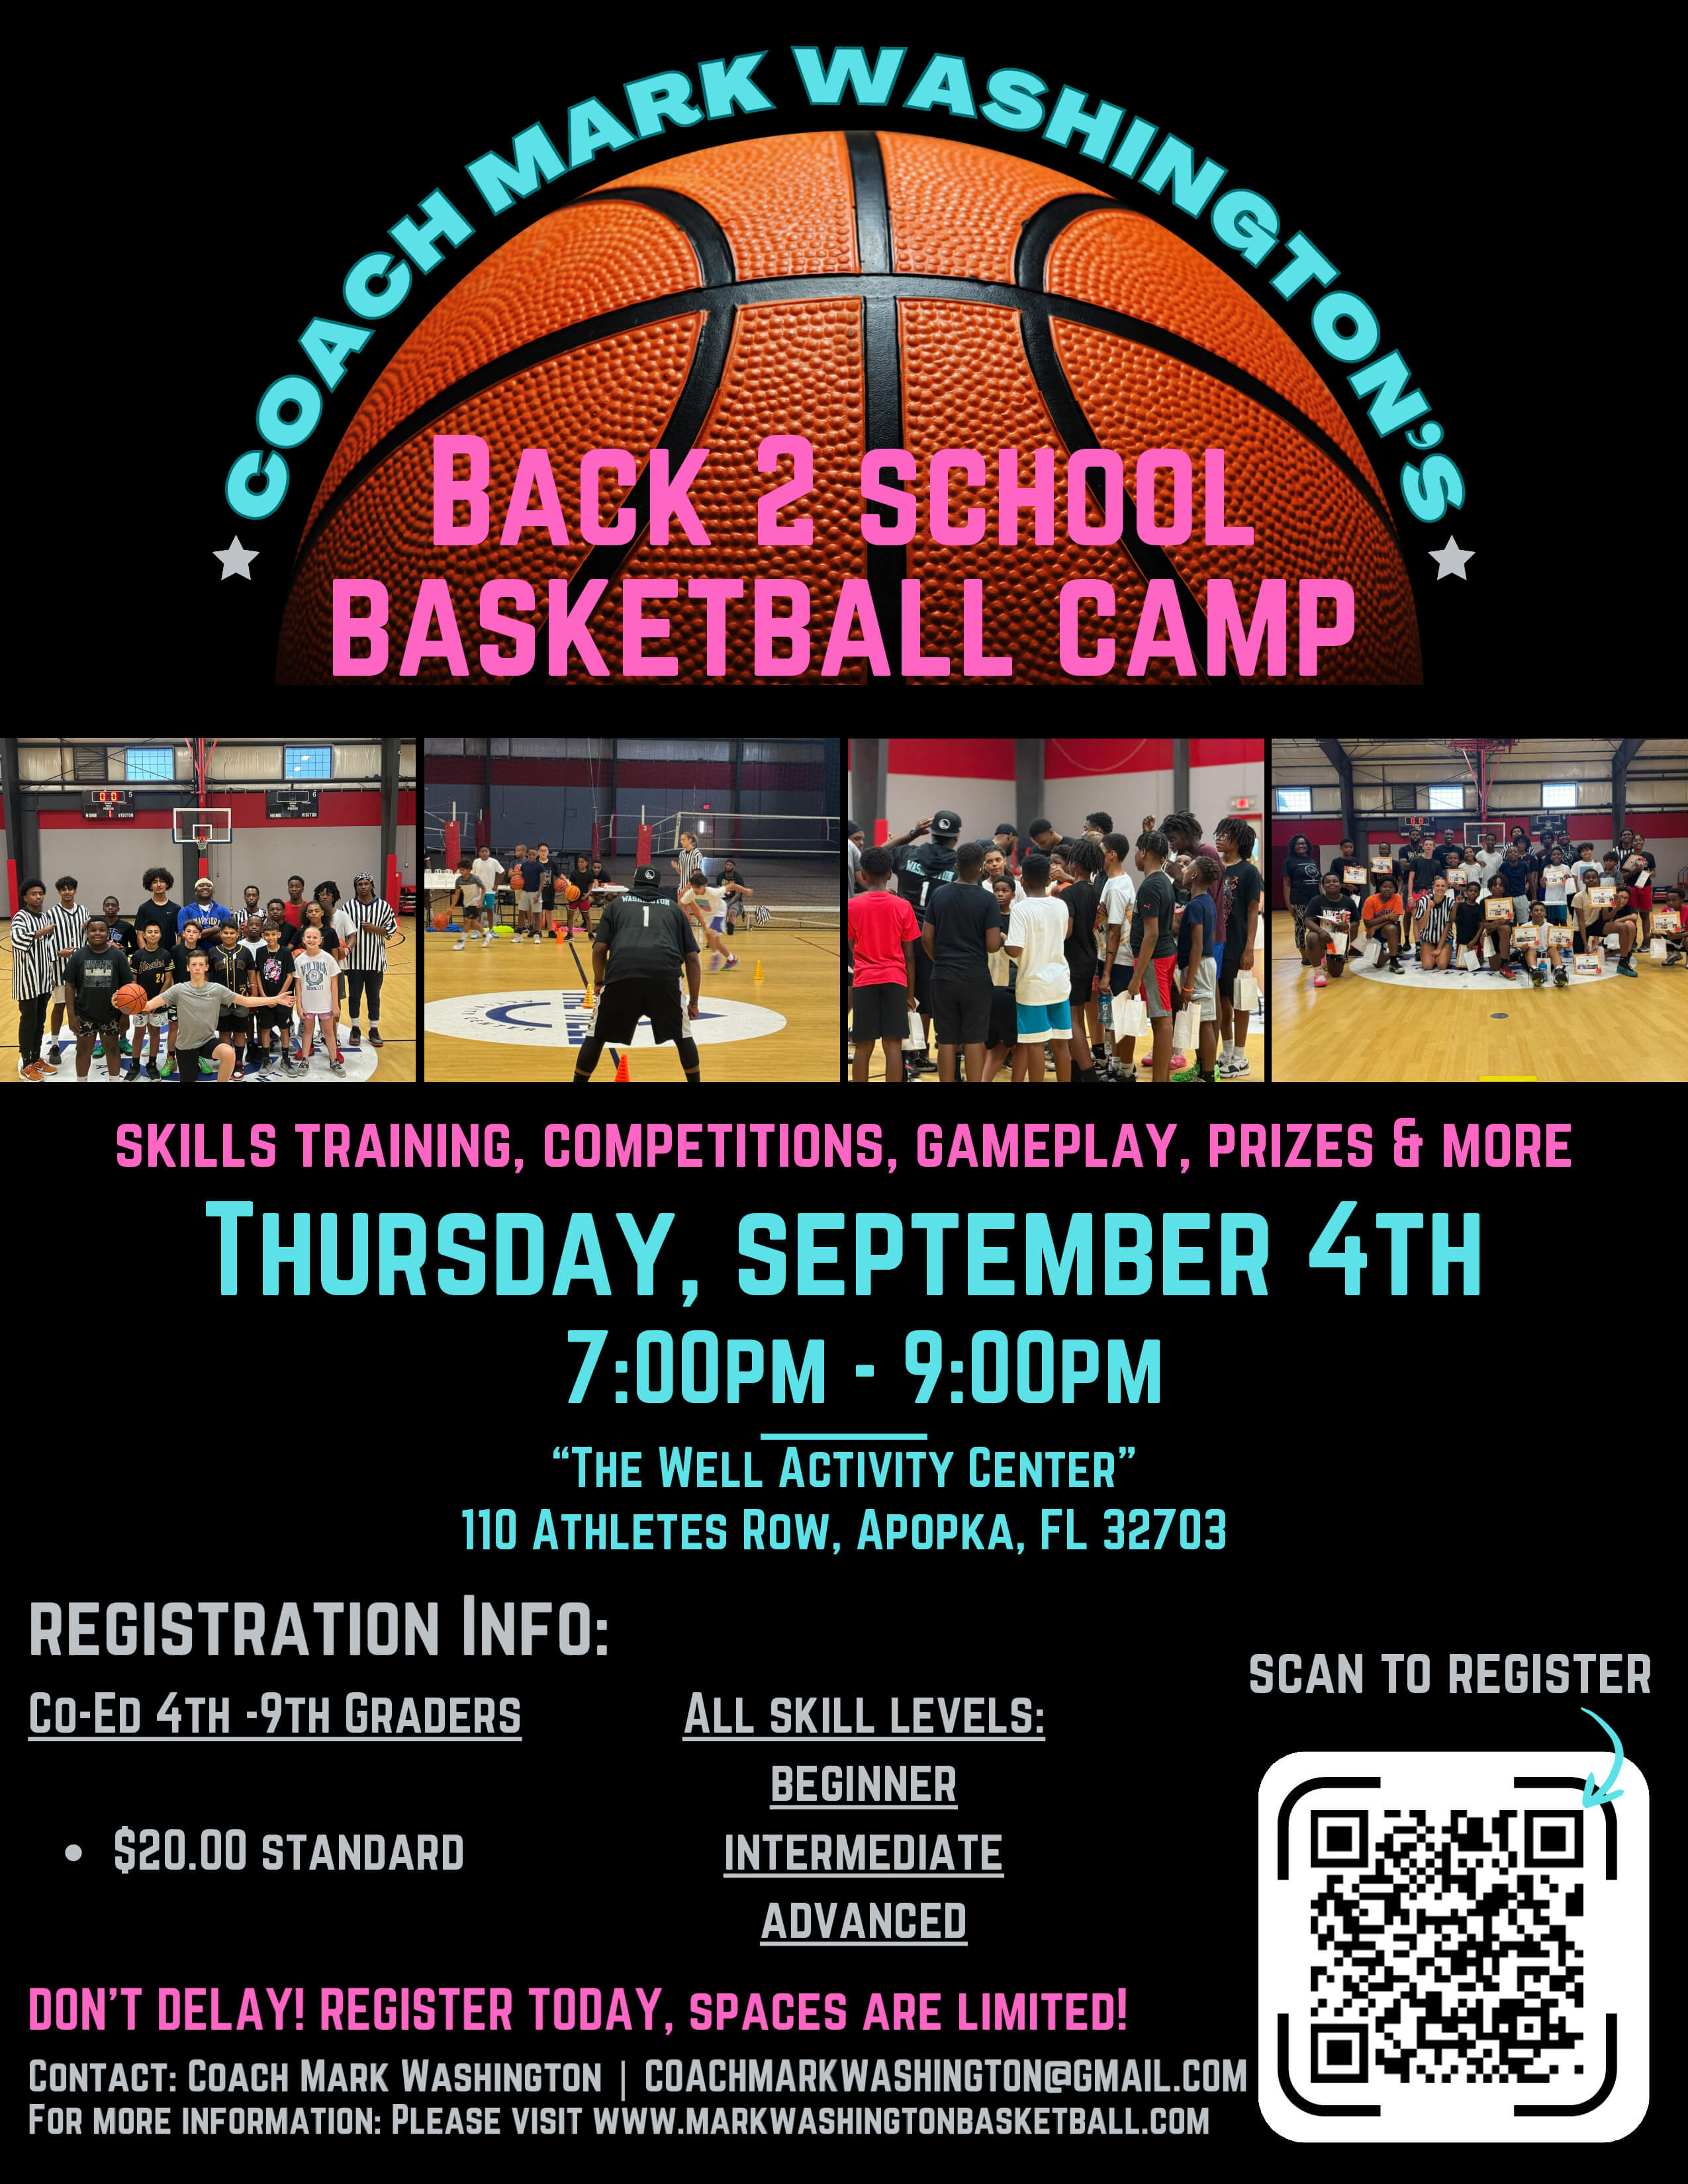 COACH MARK WASHINGTON'S
BACK 2 SCHOOL
BASKETBALL CAMP
WASHINGTON
1
SKILLS TRAINING, COMPETITIONS, GAMEPLAY, PRIZES & MORE
THURSDAY, SEPTEMBER 4TH
7:00PM - 9:00PM
“THE WELL ACTIVITY CENTER”
110 ATHLETES ROW, APOPKA, FL 32703
REGISTRATION INFO:
SCAN TO REGISTER
CO-ED 4TH -9TH GRADERS
ALL SKILL LEVELS:
BEGINNER
• $20.00 STANDARD
INTERMEDIATE
ADVANCED
DON'T DELAY! REGISTER TODAY, SPACES ARE LIMITED!
CONTACT: COACH MARK WASHINGTON | COACHMARKWASHINGTON@GMAIL.COM
FOR MORE INFORMATION: PLEASE VISIT WWW.MARKWASHINGTONBASKETBALL.COM